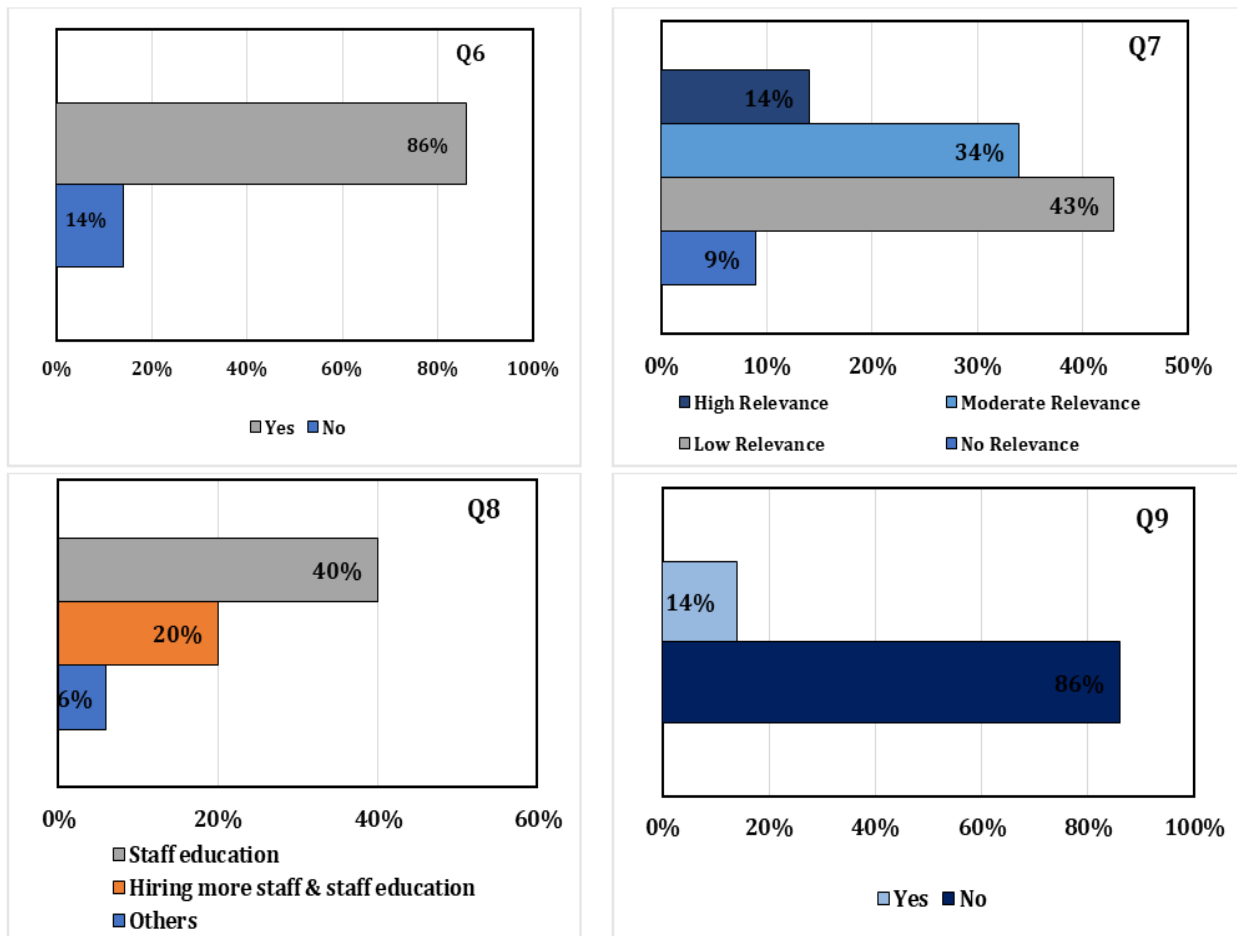 Q6
86%
14%
0% 20% 40% 60% 80% 100%
Yes No
Q7
14%
34%
43%
9%
0% 10% 20% 30% 40% 50%
High Relevance Moderate Relevance
Low Relevance No Relevance
Q8
40%
20%
6%
0% 20% 40% 60%
Staff education
Hiring more staff & staff education
Others
Q9
14%
86%
0% 20% 40% 60% 80% 100%
Yes No